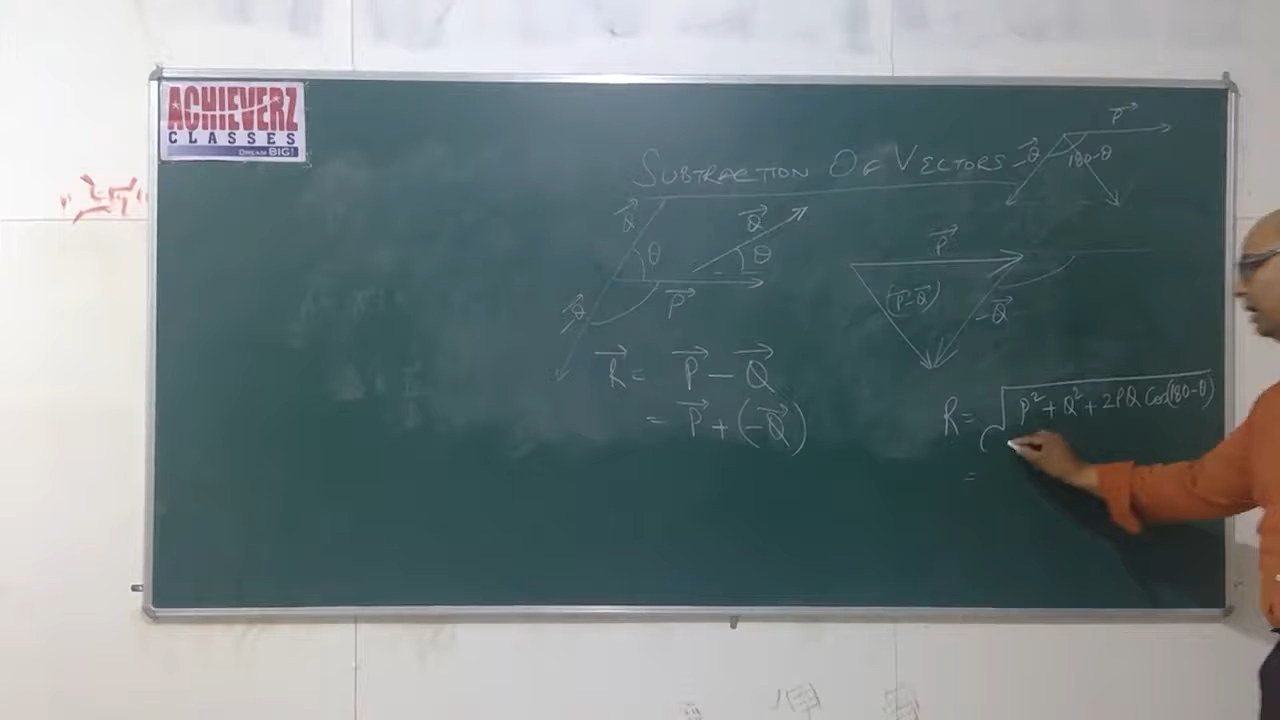 ACHIEVERZ
CLASSES
DREAM BIG!
SUBTRACTION OF VECTORS
P⃗
-Q⃗
180-θ
Q⃗
θ
Q⃗
θ
P⃗
P⃗
(P⃗-Q⃗)
-Q⃗
R⃗ = P⃗ - Q⃗
= P⃗ + (-Q⃗)
R = √P² + Q² + 2PQ Cos(180-θ)
=